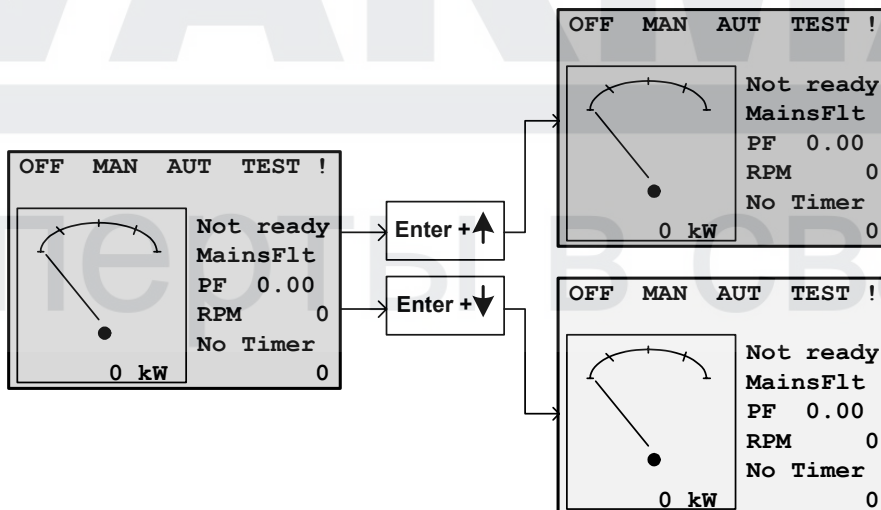 OFF MAN AUT TEST !
Not ready
MainsFlt
PF 0.00
RPM 0
No Timer
0 kW 0
Enter +
Enter +
OFF MAN AUT TEST !
Not ready
MainsFlt
PF 0.00
RPM 0
No Timer
0 kW 0
OFF MAN AUT TEST !
Not ready
MainsFlt
PF 0.00
RPM 0
No Timer
0 kW 0